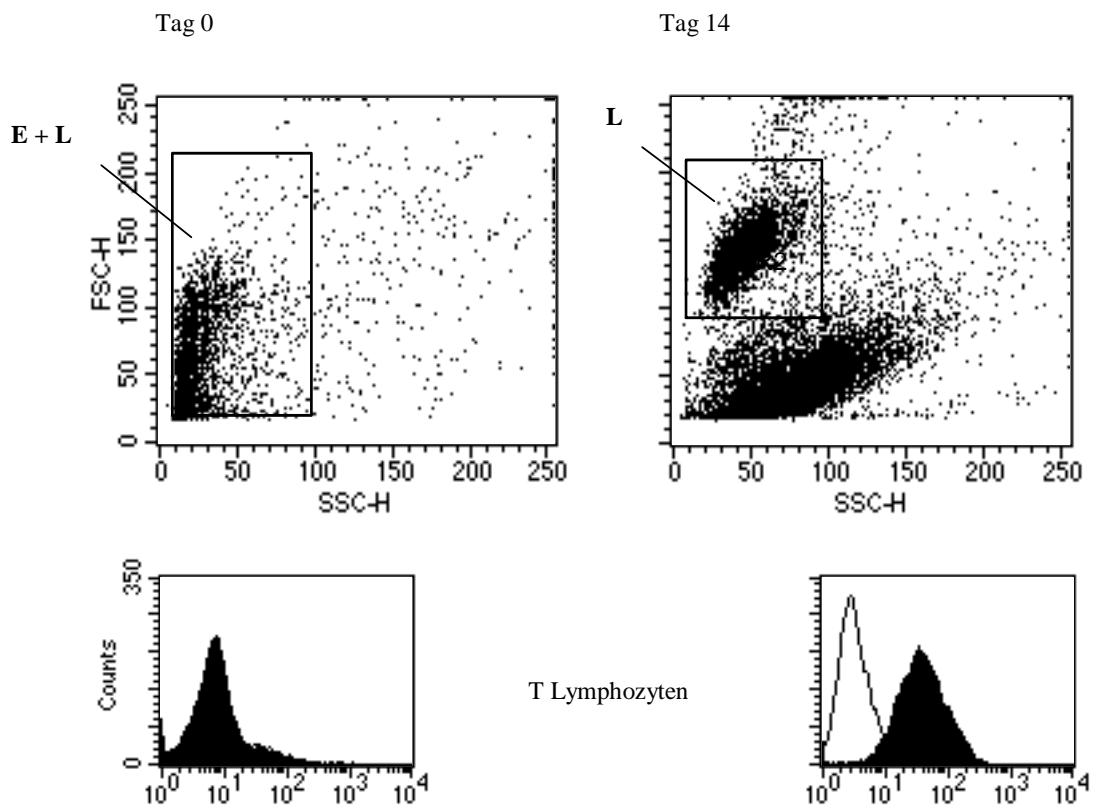 Tag 0
Tag 14
E + L
L
250
200
150
100
50
0
FSC-H
0 50 100 150 200 250
SSC-H
0 50 100 150 200 250
SSC-H
350
0
Counts
T Lymphozyten
10^0 10^1 10^2 10^3 10^4
10^0 10^1 10^2 10^3 10^4